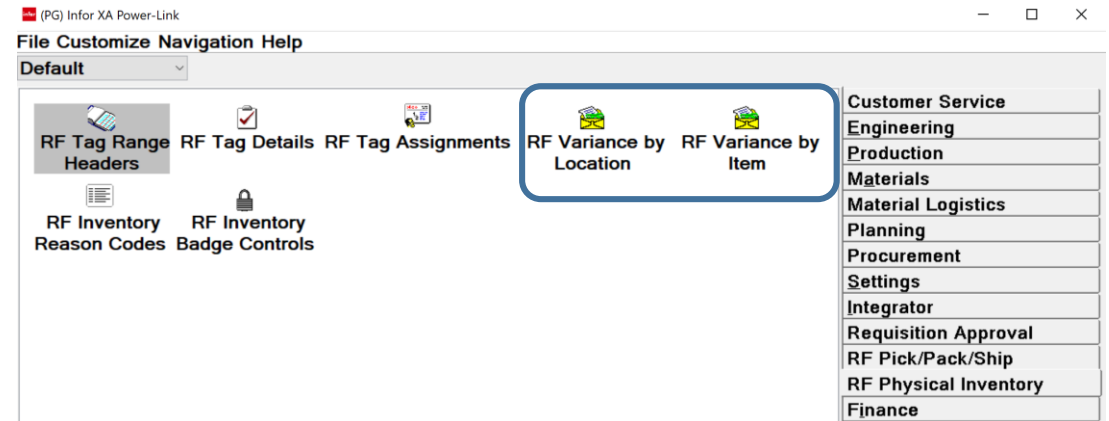 (PG) Infor XA Power-Link
File Customize Navigation Help
Default
RF Tag Range Headers
RF Tag Details
RF Tag Assignments
RF Variance by Location
RF Variance by Item
RF Inventory Reason Codes
RF Inventory Badge Controls
Customer Service
Engineering
Production
Materials
Material Logistics
Planning
Procurement
Settings
Integrator
Requisition Approval
RF Pick/Pack/Ship
RF Physical Inventory
Finance